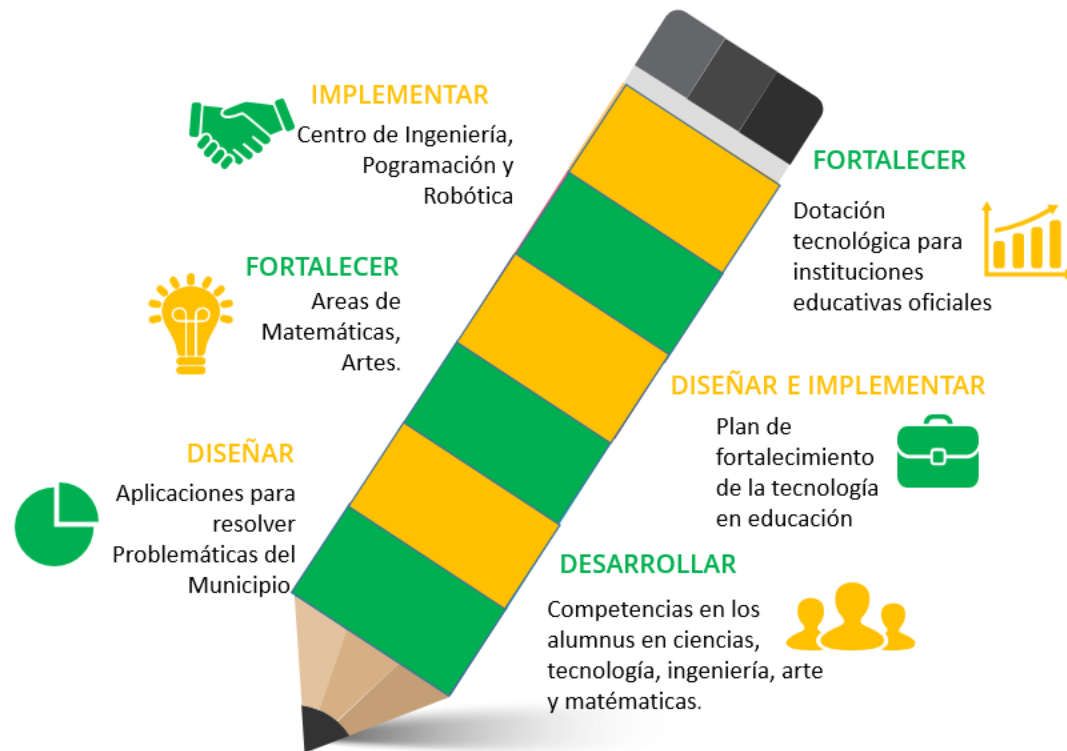 IMPLEMENTAR
Centro de Ingeniería,
Pogramación y
Robótica
FORTALECER
Dotación
tecnológica para
instituciones
educativas oficiales
FORTALECER
Areas de
Matemáticas,
Artes.
DISEÑAR E IMPLEMENTAR
Plan de
fortalecimiento
de la tecnología
en educación
DISEÑAR
Aplicaciones para
resolver
Problemáticas del
Municipio.
DESARROLLAR
Competencias en los
alumnus en ciencias,
tecnología, ingeniería, arte
y matématicas.